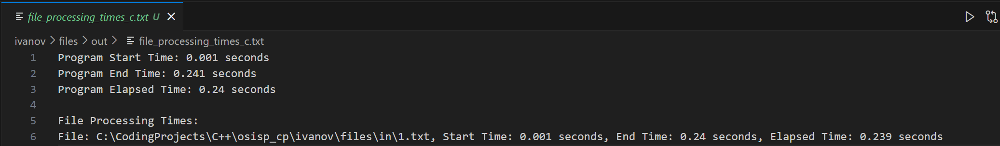 file_processing_times_c.txt U
ivanov > files > out > file_processing_times_c.txt
1 Program Start Time: 0.001 seconds
2 Program End Time: 0.241 seconds
3 Program Elapsed Time: 0.24 seconds
4
5 File Processing Times:
6 File: C:\CodingProjects\C++\osisp_cp\ivanov\files\in\1.txt, Start Time: 0.001 seconds, End Time: 0.24 seconds, Elapsed Time: 0.239 seconds